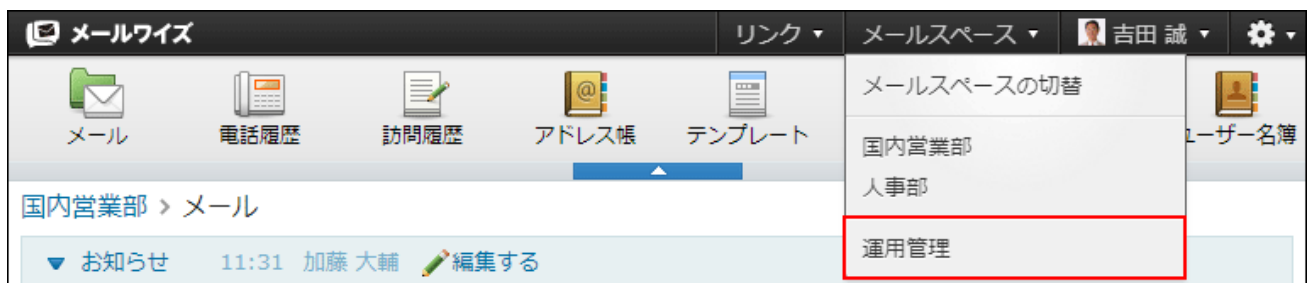 メールワイズ リンク ▼ メールスペース ▼ 吉田 誠 ▼
メール 電話履歴 訪問履歴 アドレス帳 テンプレート ーザー名簿
メールスペースの切替
国内営業部
人事部
運用管理
国内営業部 > メール
▼ お知らせ 11:31 加藤 大輔 編集する